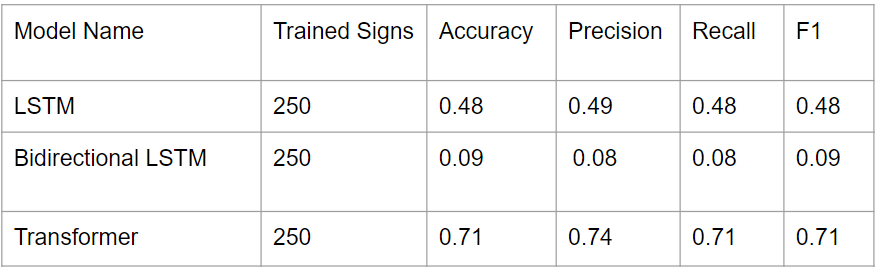 Model Name Trained Signs Accuracy Precision Recall F1
LSTM 250 0.48 0.49 0.48 0.48
Bidirectional LSTM 250 0.09 0.08 0.08 0.09
Transformer 250 0.71 0.74 0.71 0.71